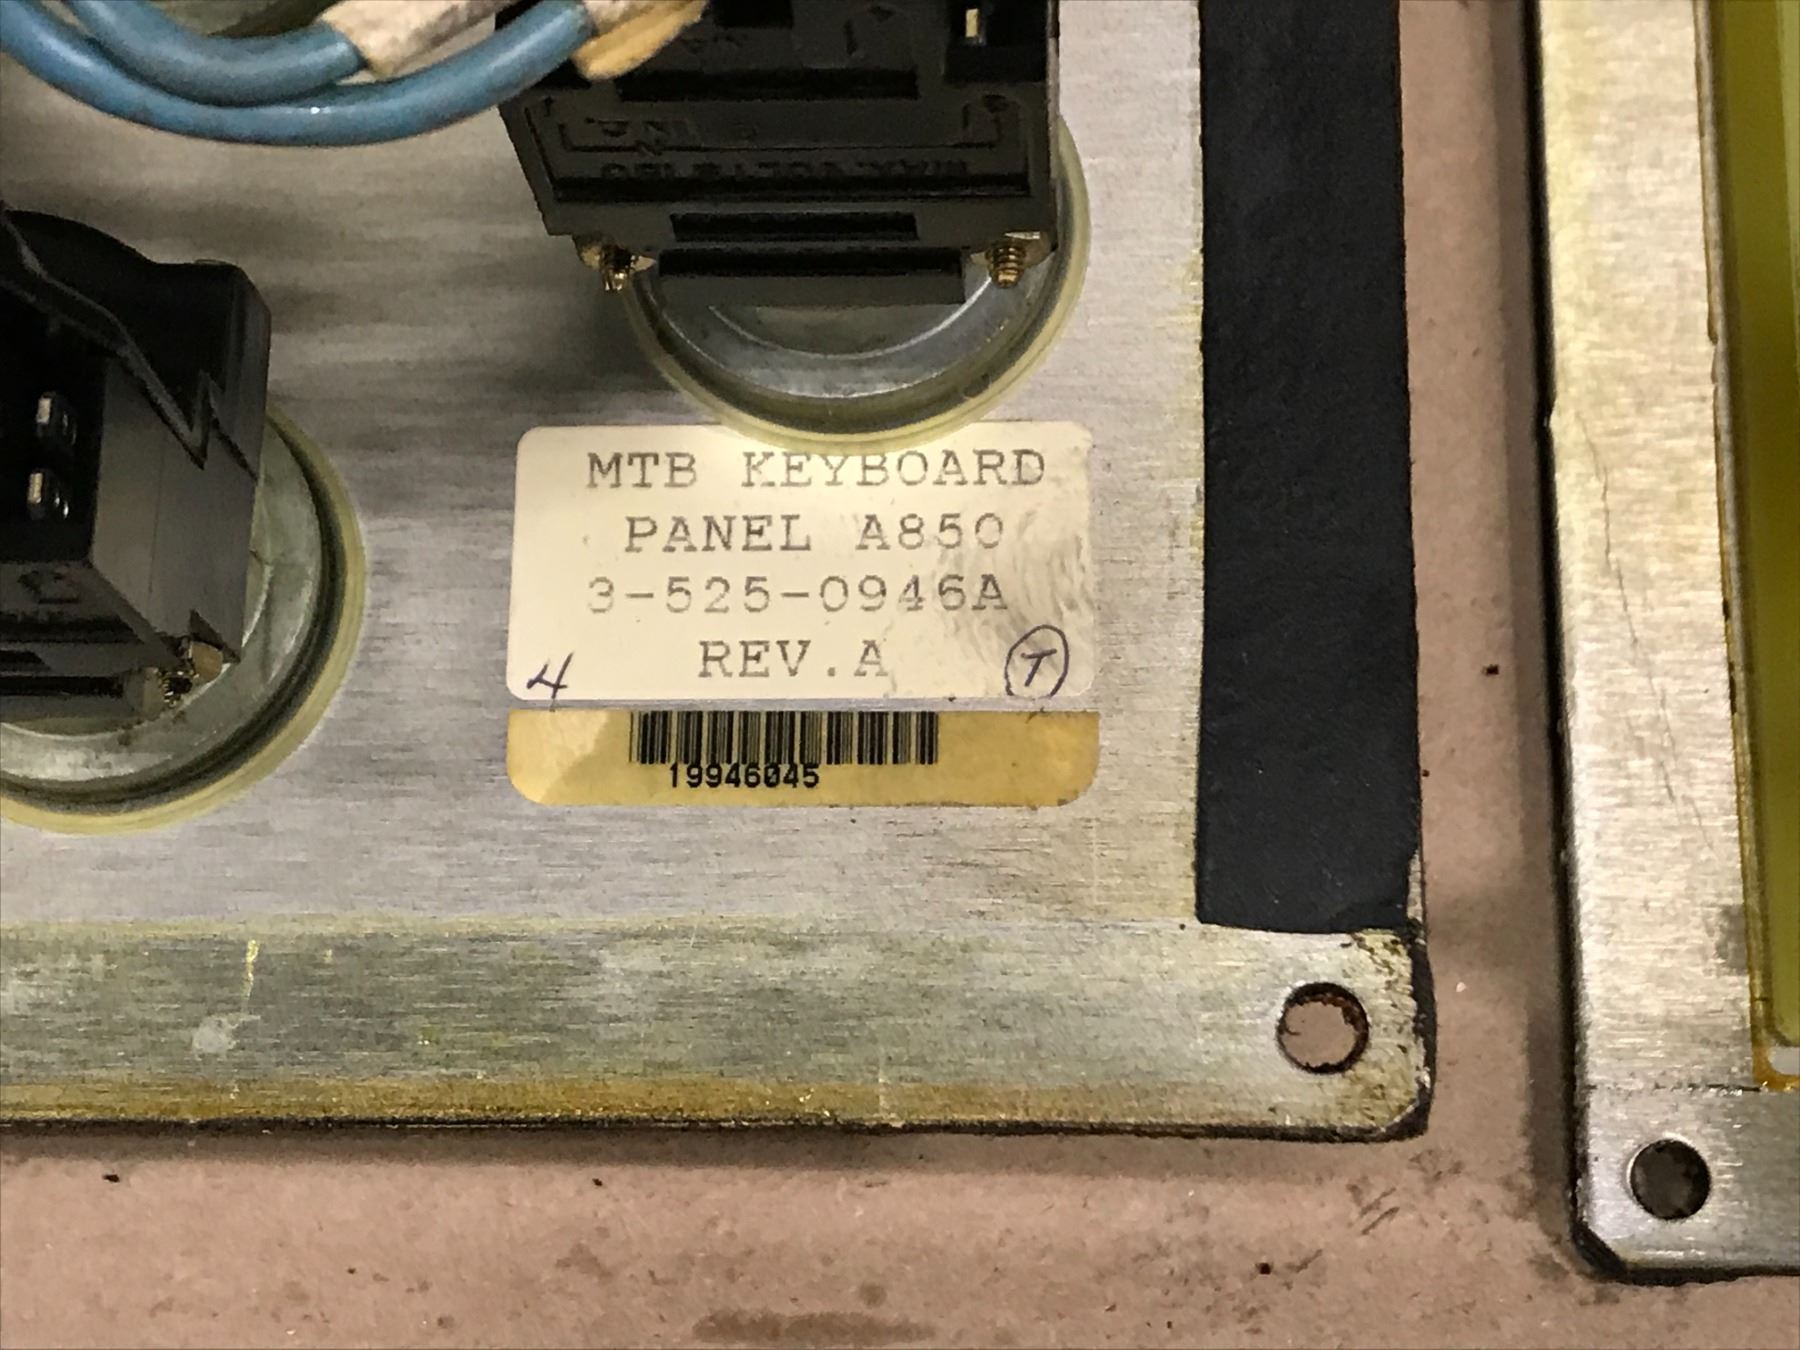 MTB KEYBOARD
PANEL A850
3-525-0946A
REV.A
4 T
19946045